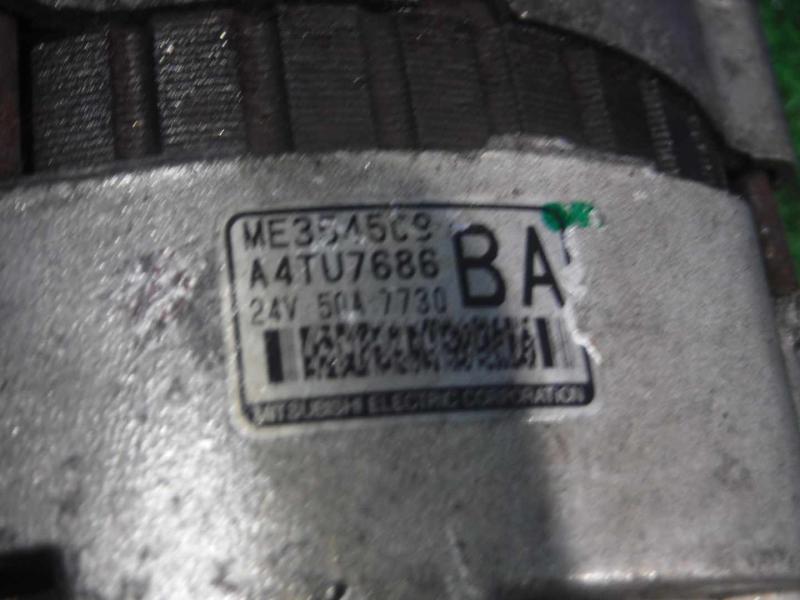 ME354509
A4TU7686
BA
24V 50A 7730
MITSUBISHI ELECTRIC CORPORATION